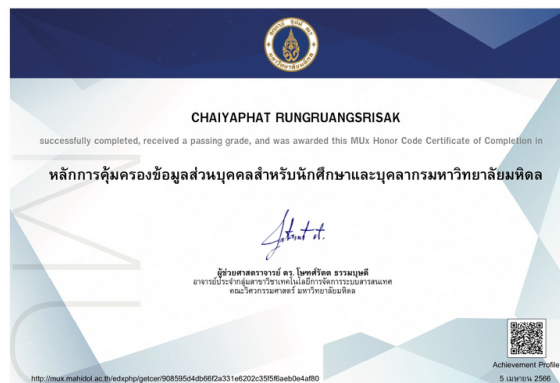 CHAIYAPHAT RUNGRUANGSRISAK
successfully completed, received a passing grade, and was awarded this MUx Honor Code Certificate of Completion in
หลักการคุ้มครองข้อมูลส่วนบุคคลสำหรับนักศึกษาและบุคลากรมหาวิทยาลัยมหิดล
ผู้ช่วยศาสตราจารย์ ดร. โษฑศ์รัตต ธรรมบุษดี
อาจารย์ประจำกลุ่มสาขาวิชาเทคโนโลยีการจัดการระบบสารสนเทศ
คณะวิศวกรรมศาสตร์ มหาวิทยาลัยมหิดล
Achievement Profile
http://mux.mahidol.ac.th/edxphp/getcer/908595d4db66f2a331e6202c35f5f6aeb0e4af80
5 เมษายน 2566